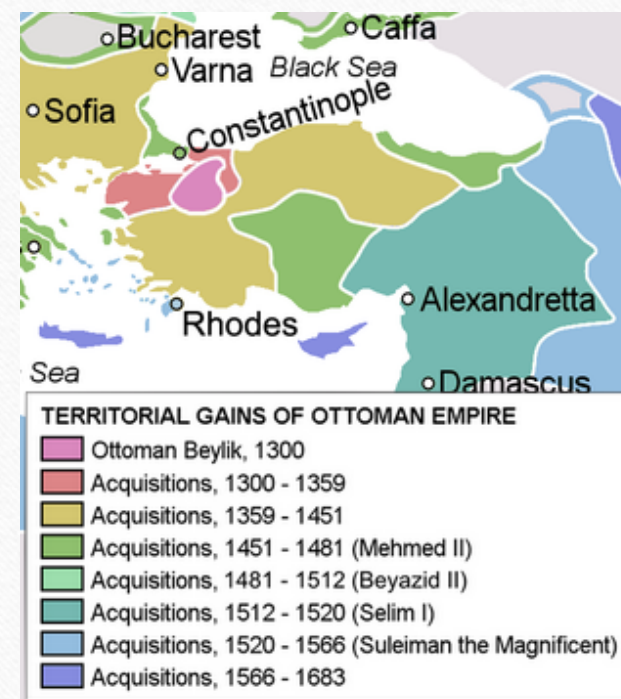 Bucharest
Caffa
Varna
Black Sea
Sofia
Constantinople
Rhodes
Alexandretta
Sea
Damascus
TERRITORIAL GAINS OF OTTOMAN EMPIRE
Ottoman Beylik, 1300
Acquisitions, 1300 - 1359
Acquisitions, 1359 - 1451
Acquisitions, 1451 - 1481 (Mehmed II)
Acquisitions, 1481 - 1512 (Beyazid II)
Acquisitions, 1512 - 1520 (Selim I)
Acquisitions, 1520 - 1566 (Suleiman the Magnificent)
Acquisitions, 1566 - 1683